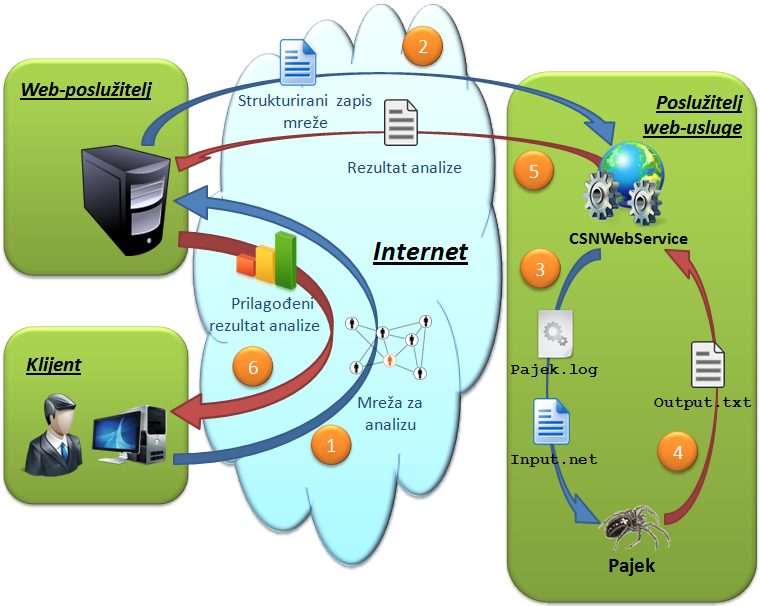 Web-poslužitelj
2
Strukturirani zapis
mreže
Rezultat analize
Poslužitelj
web-usluge
5
CSNWebService
3
Internet
Prilagođeni
rezultat analize
6
Klijent
Mreža za
analizu
1
Pajek.log
Input.net
Output.txt
4
Pajek